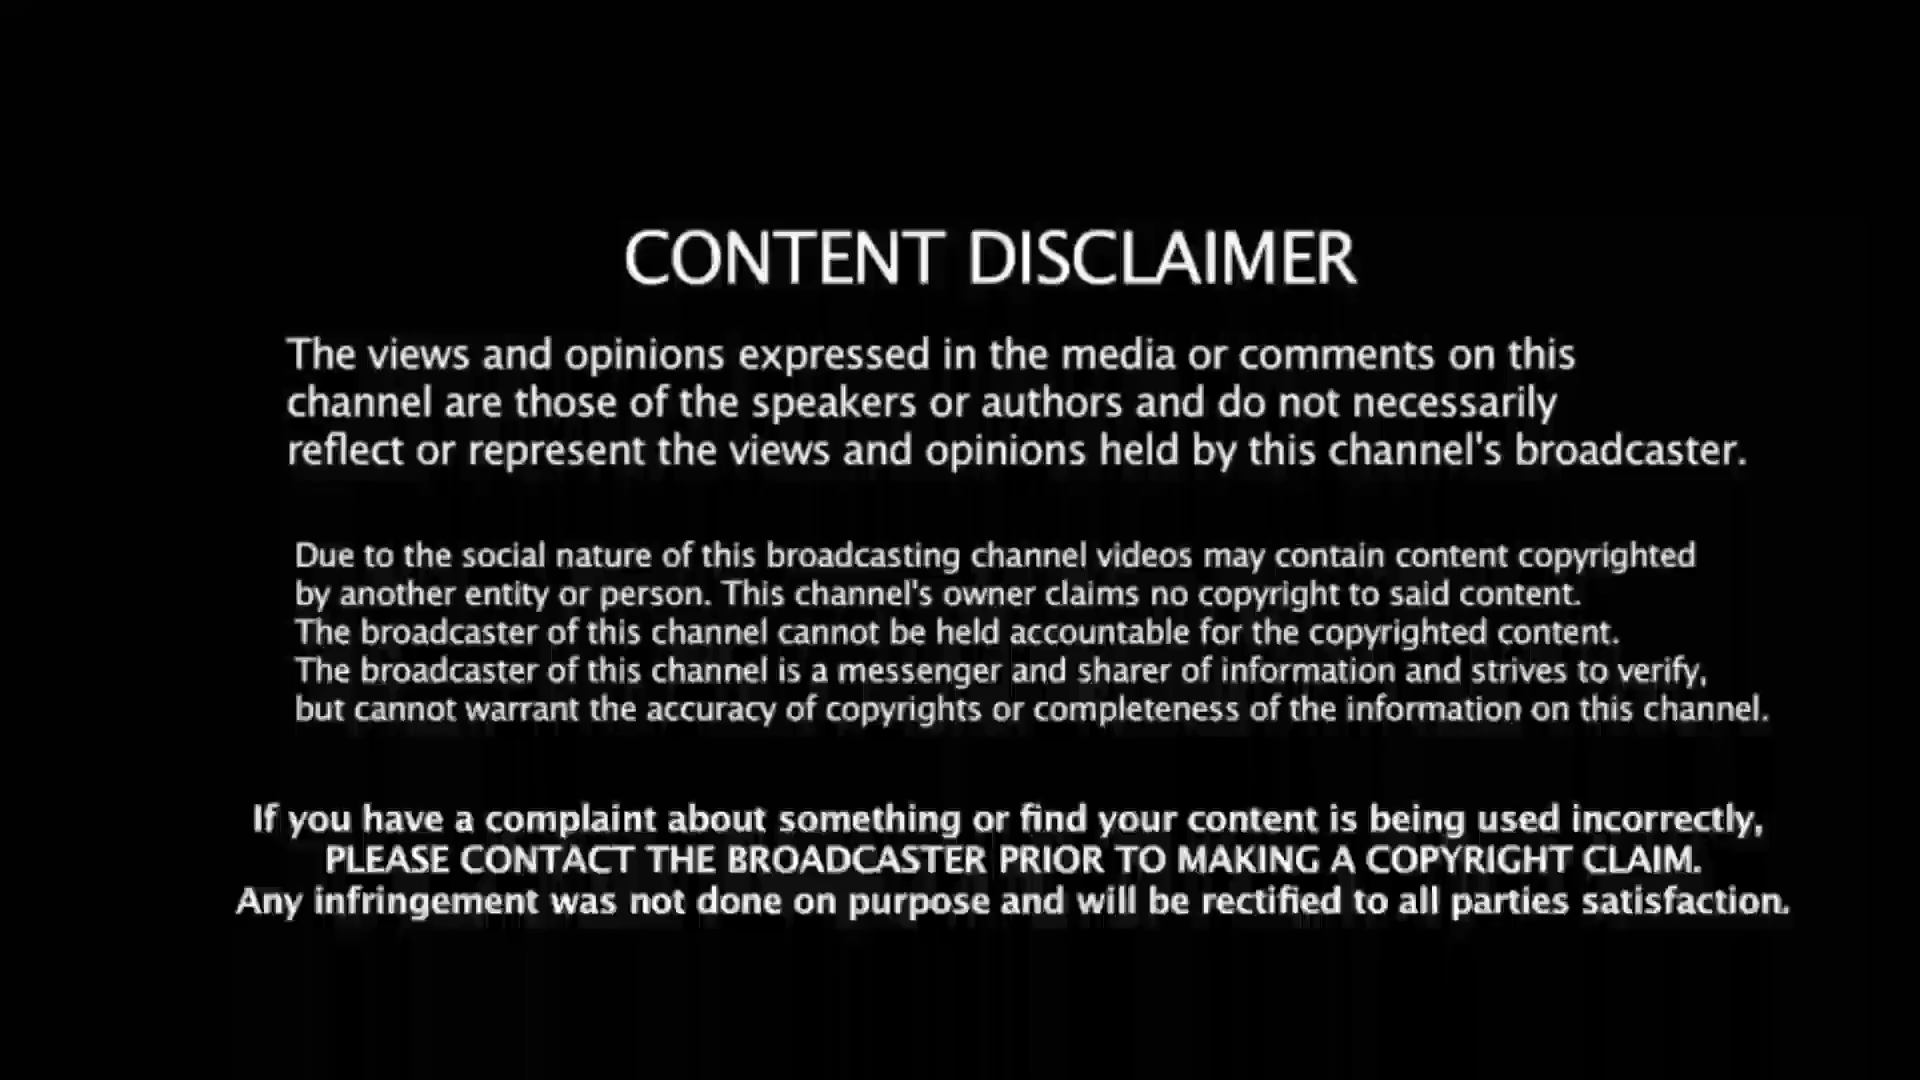 CONTENT DISCLAIMER
The views and opinions expressed in the media or comments on this
channel are those of the speakers or authors and do not necessarily
reflect or represent the views and opinions held by this channel's broadcaster.
Due to the social nature of this broadcasting channel videos may contain content copyrighted
by another entity or person. This channel's owner claims no copyright to said content.
The broadcaster of this channel cannot be held accountable for the copyrighted content.
The broadcaster of this channel is a messenger and sharer of information and strives to verify,
but cannot warrant the accuracy of copyrights or completeness of the information on this channel.
If you have a complaint about something or find your content is being used incorrectly,
PLEASE CONTACT THE BROADCASTER PRIOR TO MAKING A COPYRIGHT CLAIM.
Any infringement was not done on purpose and will be rectified to all parties satisfaction.